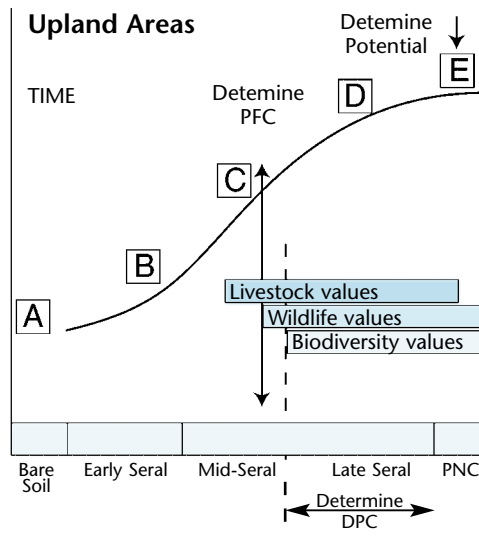 Upland Areas
Detemine
Potential
E
TIME
Detemine
PFC
D
C
B
A
Livestock values
Wildlife values
Biodiversity values
Bare
Soil
Early Seral
Mid-Seral
Late Seral
PNC
Determine
DPC